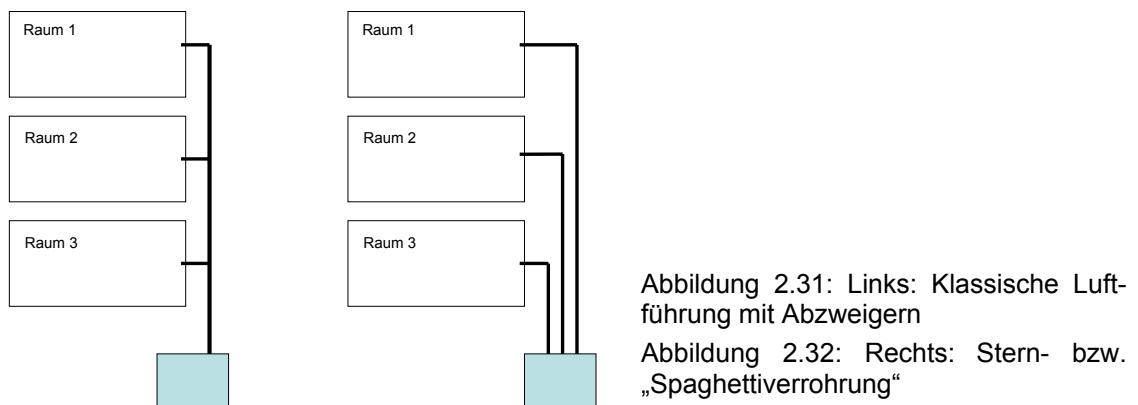 Raum 1
Raum 2
Raum 3
Raum 1
Raum 2
Raum 3
Abbildung 2.31: Links: Klassische Luft-
führung mit Abzweigern
Abbildung 2.32: Rechts: Stern- bzw.
„Spaghettiverrohrung“